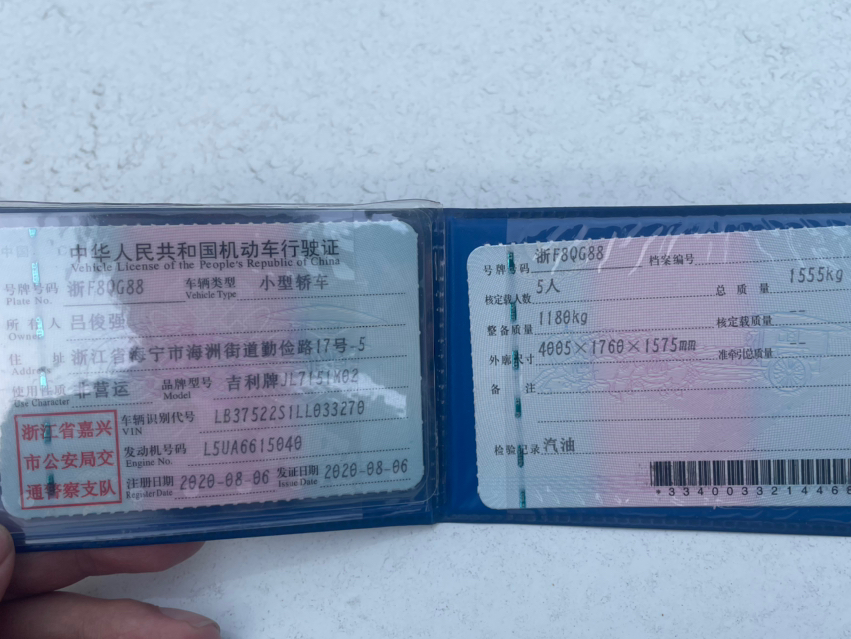 中华人民共和国机动车行驶证
Vehicle License of the People's Republic of China
号牌号码 浙F8QG88 车辆类型 小型轿车
Plate No. Vehicle Type
所有人 吕俊强
Owner
住址 浙江省海宁市海洲街道勤俭路17号-5
Address
使用性质 非营运 品牌型号 吉利牌JL7151K02
Use Character Model
浙江省嘉兴
市公安局交
通警察支队
车辆识别代号 LB37522S1LL033270
VIN
发动机号码 L5UA6615040
Engine No.
注册日期 2020-08-06 发证日期 2020-08-06
Register Date Issue Date
号牌号码 浙F8QG88 档案编号
核定载人数 5人 总质量 1555kg
整备质量 1180kg 核定载质量 --
外廓尺寸 4005×1760×1575 准牵引总质量 --
备注
检验记录 汽油
*33400332144